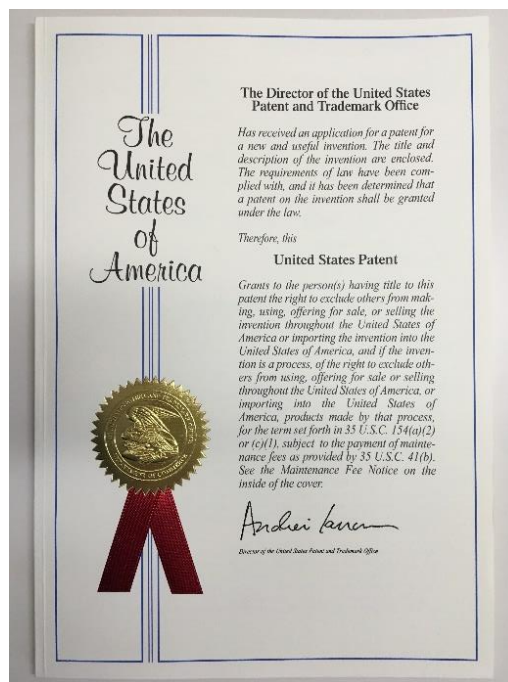 The
United
States
of
America
The Director of the United States
Patent and Trademark Office
Has received an application for a patent for
a new and useful invention. The title and
description of the invention are enclosed.
The requirements of law have been com-
plied with, and it has been determined that
a patent on the invention shall be granted
under the law.
Therefore, this
United States Patent
Grants to the person(s) having title to this
patent the right to exclude others from mak-
ing, using, offering for sale, or selling the
invention throughout the United States of
America or importing the invention into the
United States of America, and if the inven-
tion is a process, of the right to exclude oth-
ers from using, offering for sale or selling
throughout the United States of America, or
importing into the United States of
America, products made by that process,
for the term set forth in 35 U.S.C. 154(a)(2)
or (c)(1), subject to the payment of mainte-
nance fees as provided by 35 U.S.C. 41(b).
See the Maintenance Fee Notice on the
inside of the cover.
Andrei Iancu
Director of the United States Patent and Trademark Office